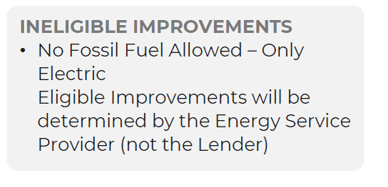 INELIGIBLE IMPROVEMENTS
• No Fossil Fuel Allowed – Only
Electric
Eligible Improvements will be
determined by the Energy Service
Provider (not the Lender)